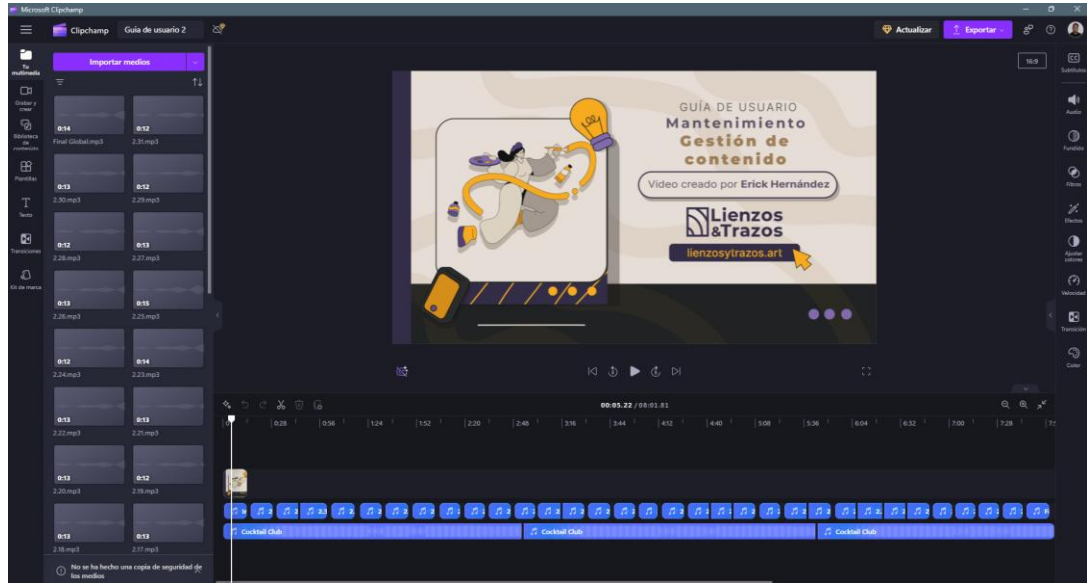 Microsoft Clipchamp
Clipchamp
Guía de usuario 2
Actualizar
Exportar
Tu multimedia
Grabar y crear
Biblioteca de contenido
Plantillas
Texto
Transiciones
Kit de marca
Importar medios
0:14
0:12
Final Global.mp3
2.31.mp3
0:13
0:12
2.30.mp3
2.29.mp3
0:12
0:13
2.28.mp3
2.27.mp3
0:13
0:15
2.26.mp3
2.25.mp3
0:12
0:14
2.24.mp3
2.23.mp3
0:13
0:13
2.22.mp3
2.21.mp3
0:13
0:12
2.20.mp3
2.19.mp3
0:13
0:13
2.18.mp3
2.17.mp3
No se ha hecho una copia de seguridad de
los medios
GUÍA DE USUARIO
Mantenimiento
Gestión de
contenido
Video creado por Erick Hernández
Lienzos
&Trazos
lienzosytrazos.art
16:9
Subtítulos
Audio
Fundido
Filtros
Efectos
Ajustar colores
Velocidad
Transición
Color
00:05.22 / 08:01.81
0:28 0:56 1:24 1:52 2:20 2:48 3:16 3:44 4:12 4:40 5:08 5:36 6:04 6:32 7:00 7:28
Cocktail Club Cocktail Club Cocktail Club